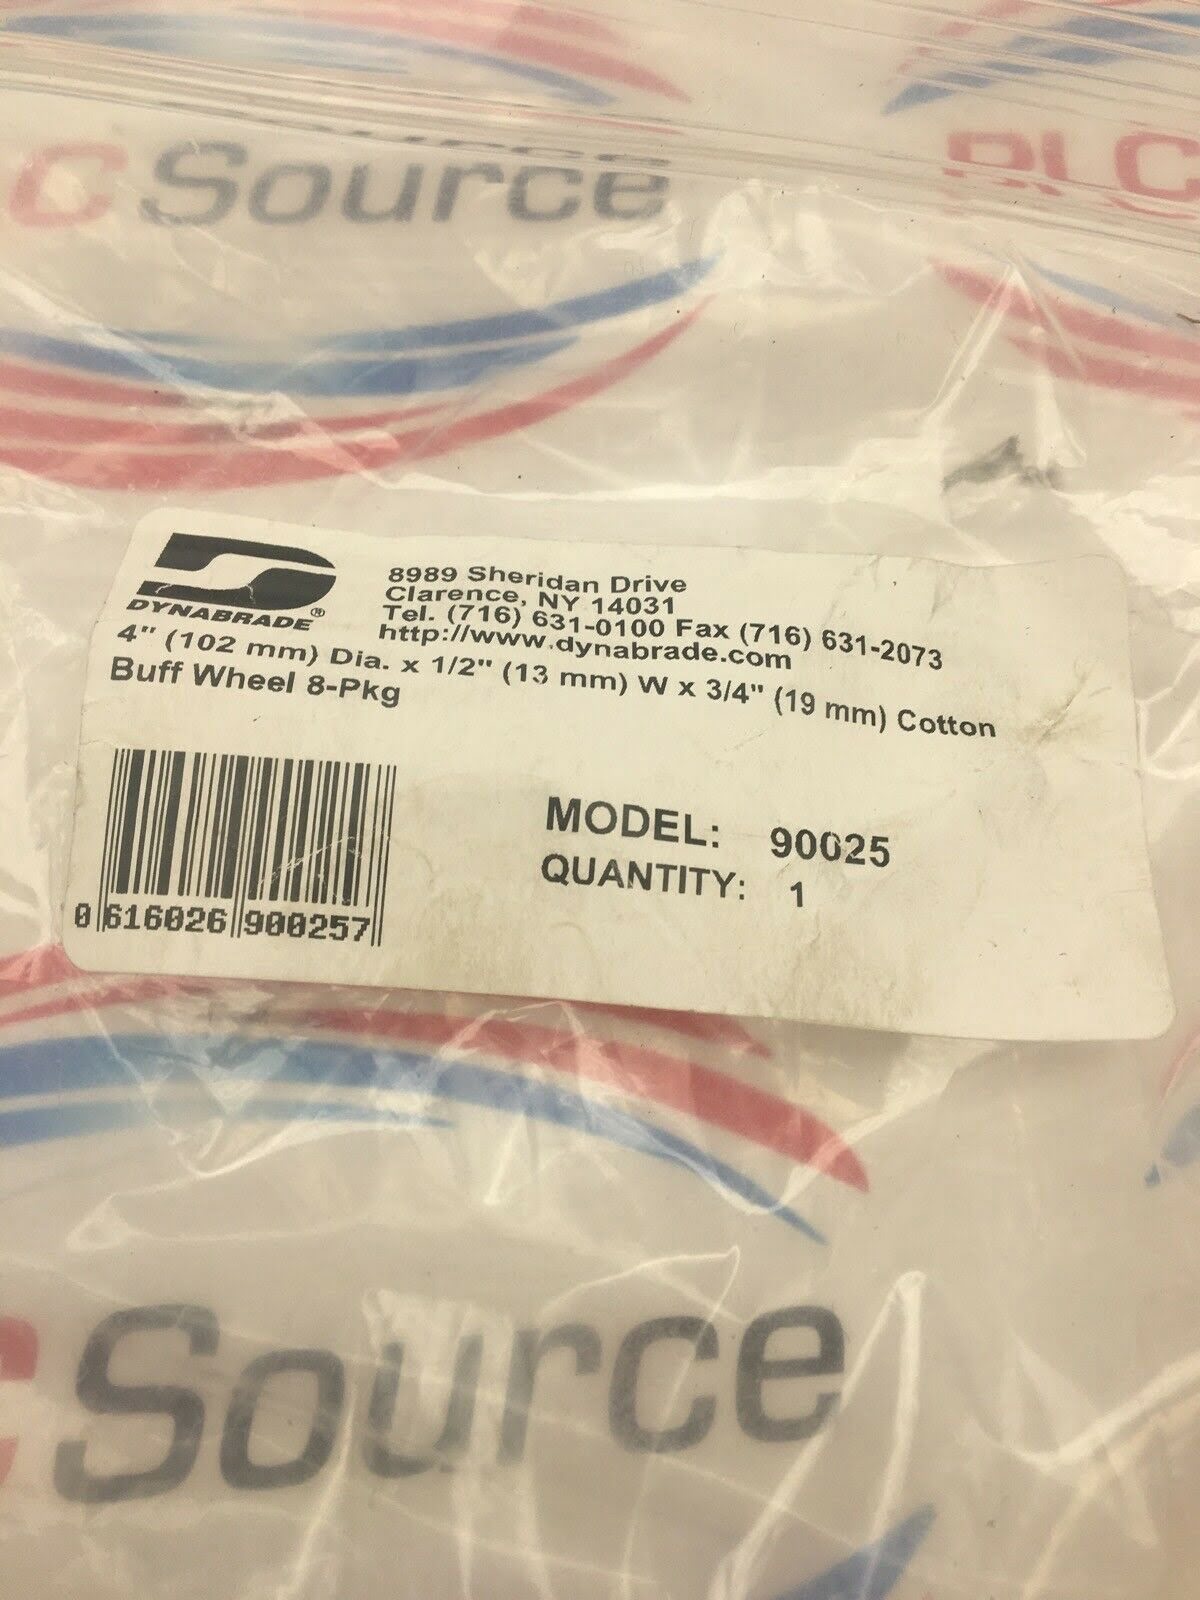 C Source
PLC
DYNABRADE®
8989 Sheridan Drive
Clarence, NY 14031
Tel. (716) 631-0100 Fax (716) 631-2073
http://www.dynabrade.com
4" (102 mm) Dia. x 1/2" (13 mm) W x 3/4" (19 mm) Cotton
Buff Wheel 8-Pkg
MODEL: 90025
QUANTITY: 1
0 616026 900257
C Source